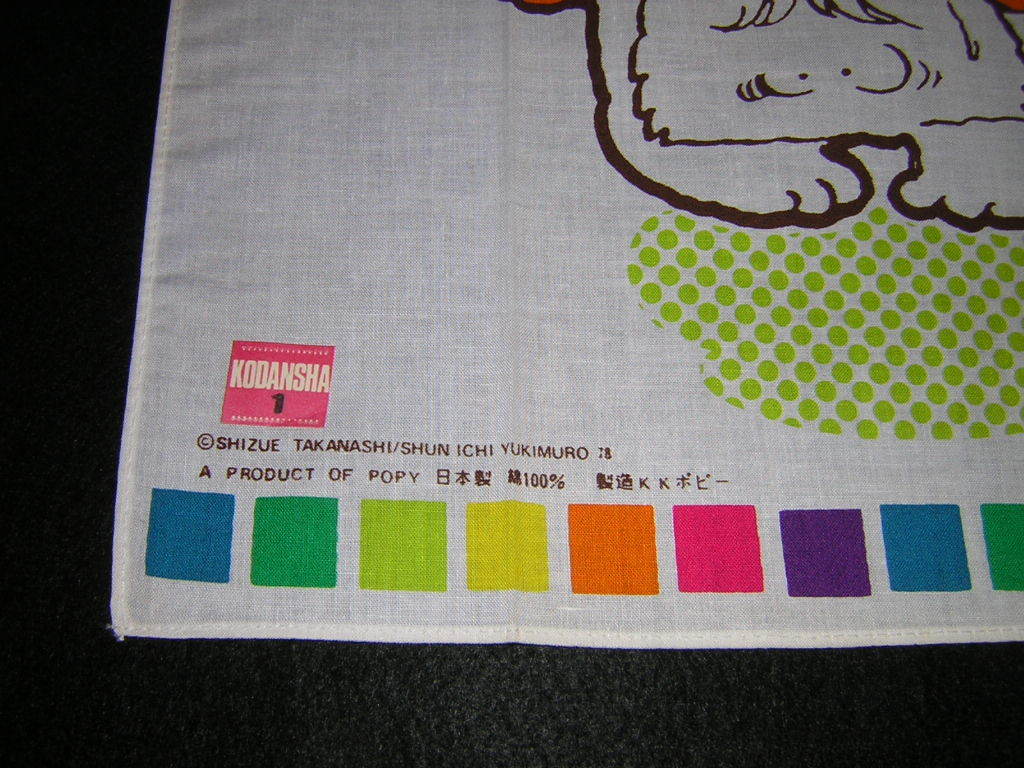 KODANSHA
1
©SHIZUE TAKANASHI/SHUN ICHI YUKIMURO 78
A PRODUCT OF POPY 日本製 綿100% 製造KKポピー